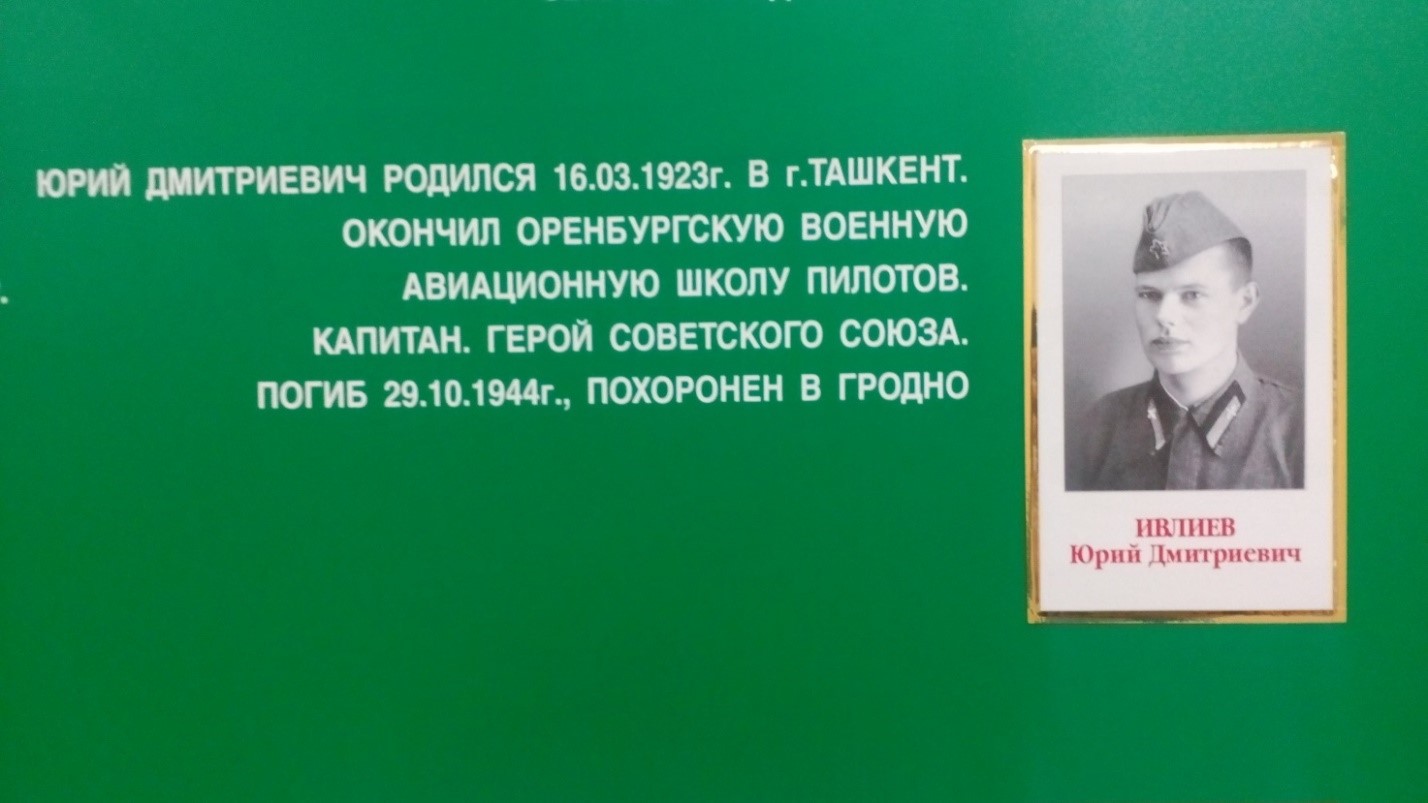 ЮРИЙ ДМИТРИЕВИЧ РОДИЛСЯ 16.03.1923г. В г.ТАШКЕНТ.
ОКОНЧИЛ ОРЕНБУРГСКУЮ ВОЕННУЮ
АВИАЦИОННУЮ ШКОЛУ ПИЛОТОВ.
КАПИТАН. ГЕРОЙ СОВЕТСКОГО СОЮЗА.
ПОГИБ 29.10.1944г., ПОХОРОНЕН В ГРОДНО
ИВЛИЕВ
Юрий Дмитриевич